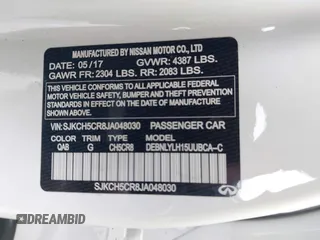 MANUFACTURED BY NISSAN MOTOR CO., LTD
DATE 05/17 GVWR: 4387 LBS.
GAWR FR: 2304 LBS. RR: 2083 LBS.
THIS VEHICLE CONFORMS TO ALL APPLICABLE
FEDERAL MOTOR VEHICLE SAFETY, BUMPER, AND
THEFT PREVENTION STANDARDS IN EFFECT ON
THE DATE OF MANUFACTURE SHOWN ABOVE.
VIN: SJKCH5CR8JA048030 PASSENGER CAR
COLOR TRIM TYPE MODEL
QAB G CH5CR8 DEBNLYLH15UUBCA-C
SJKCH5CR8JA048030
DREAMBID
DREAMBID